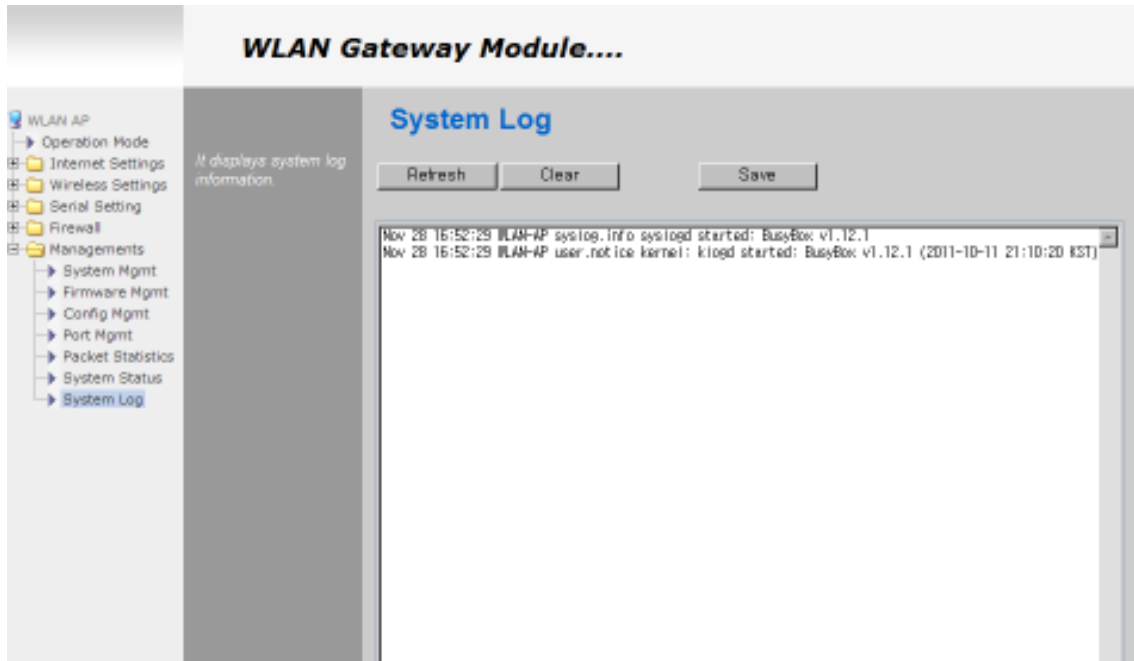 WLAN Gateway Module....
WLAN AP
Operation Mode
Internet Settings
Wireless Settings
Serial Setting
Firewall
Managements
System Mgmt
Firmware Mgmt
Config Mgmt
Port Mgmt
Packet Statistics
System Status
System Log
It displays system log
information.
System Log
Refresh Clear Save
Nov 28 16:52:29 WLAN-AP syslog.info syslogd started: BusyBox v1.12.1
Nov 28 16:52:29 WLAN-AP user.notice kernel: klogd started: BusyBox v1.12.1 (2011-10-11 21:10:20 KST)